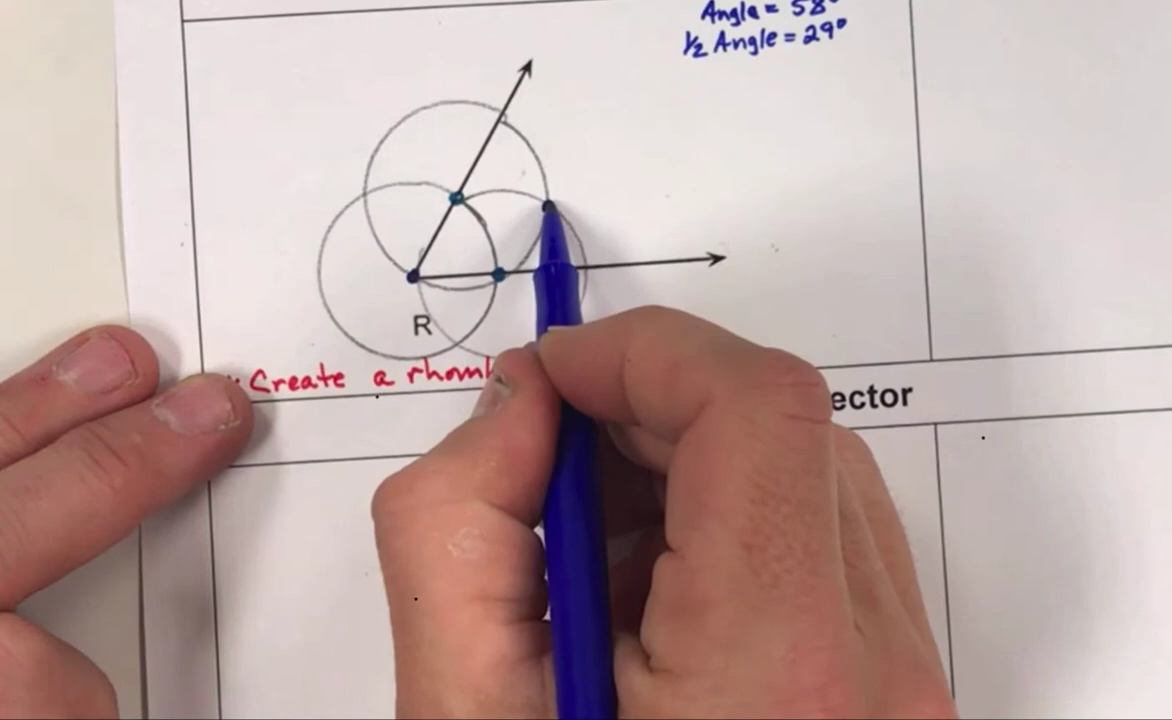 Angle = 58°
1/2 Angle = 29°
R
Create a rhomb
ector